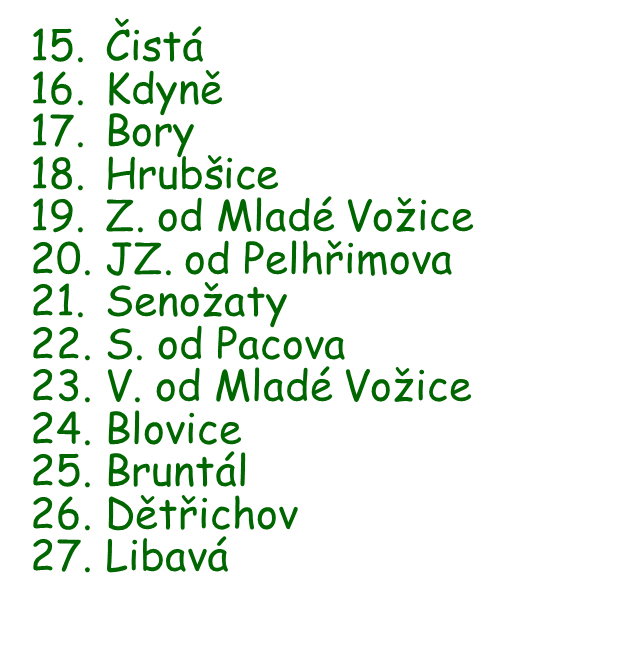 15. Čistá
16. Kdyně
17. Bory
18. Hrubšice
19. Z. od Mladé Vožice
20. JZ. od Pelhřimova
21. Senožaty
22. S. od Pacova
23. V. od Mladé Vožice
24. Blovice
25. Bruntál
26. Dětřichov
27. Libavá